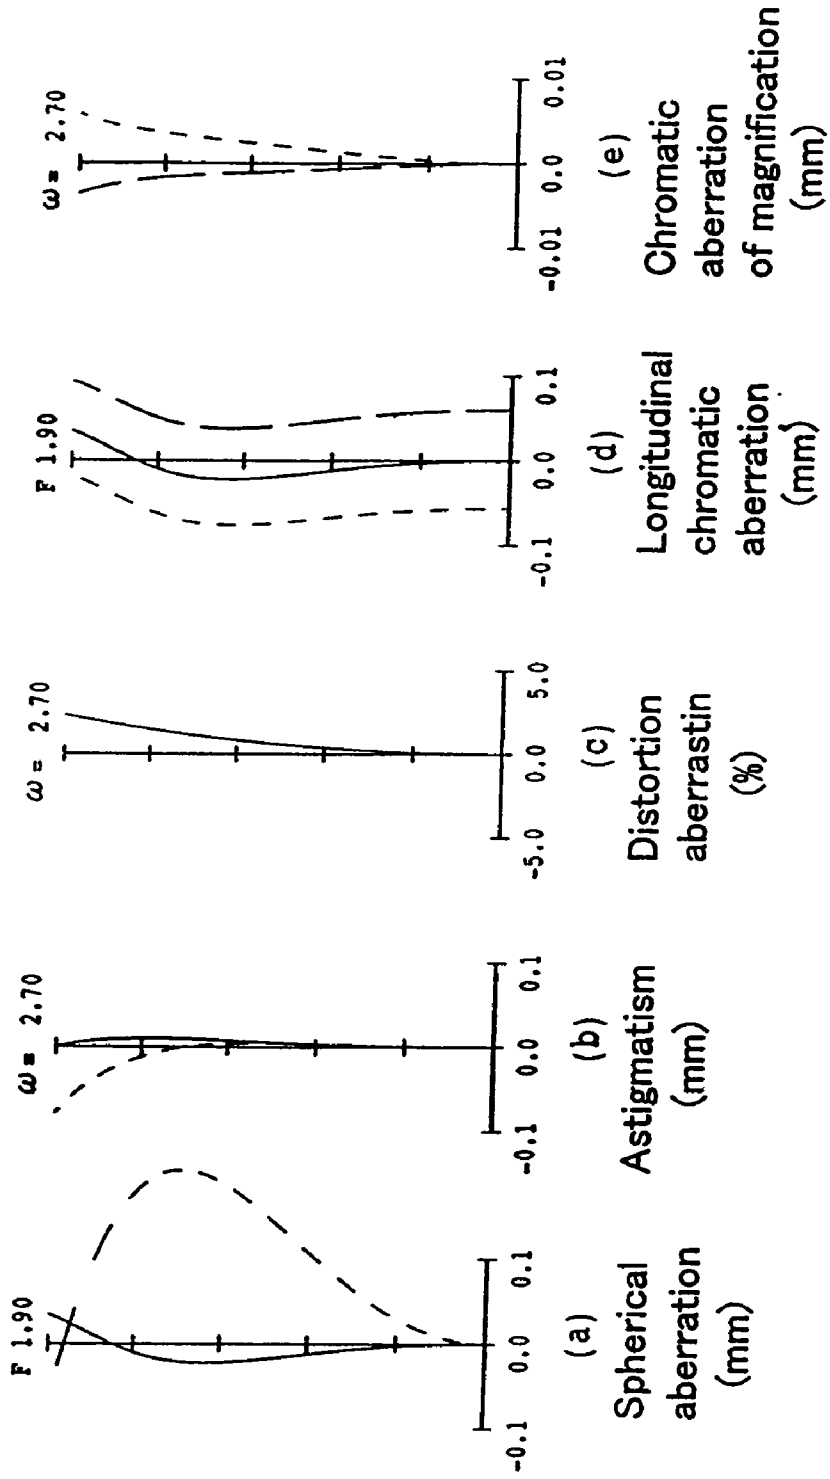 F 1.90
-0.1 0.0 0.1
(a)
Spherical
aberration
(mm)
ω= 2.70
-0.1 0.0 0.1
(b)
Astigmatism
(mm)
ω= 2.70
-5.0 0.0 5.0
(c)
Distortion
aberrastin
(%)
F 1.90
-0.1 0.0 0.1
(d)
Longitudinal
chromatic
aberration
(mm)
ω= 2.70
-0.01 0.0 0.01
(e)
Chromatic
aberration
of magnification
(mm)